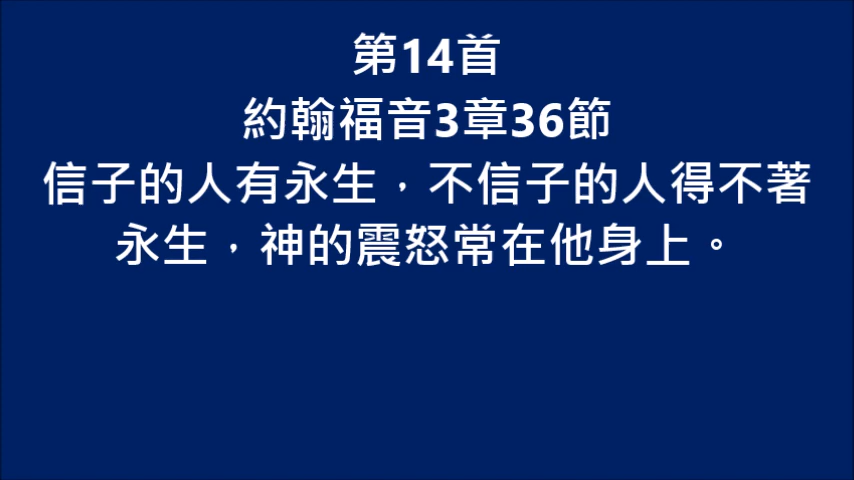 第14首
約翰福音3章36節
信子的人有永生，不信子的人得不著
永生，神的震怒常在他身上。